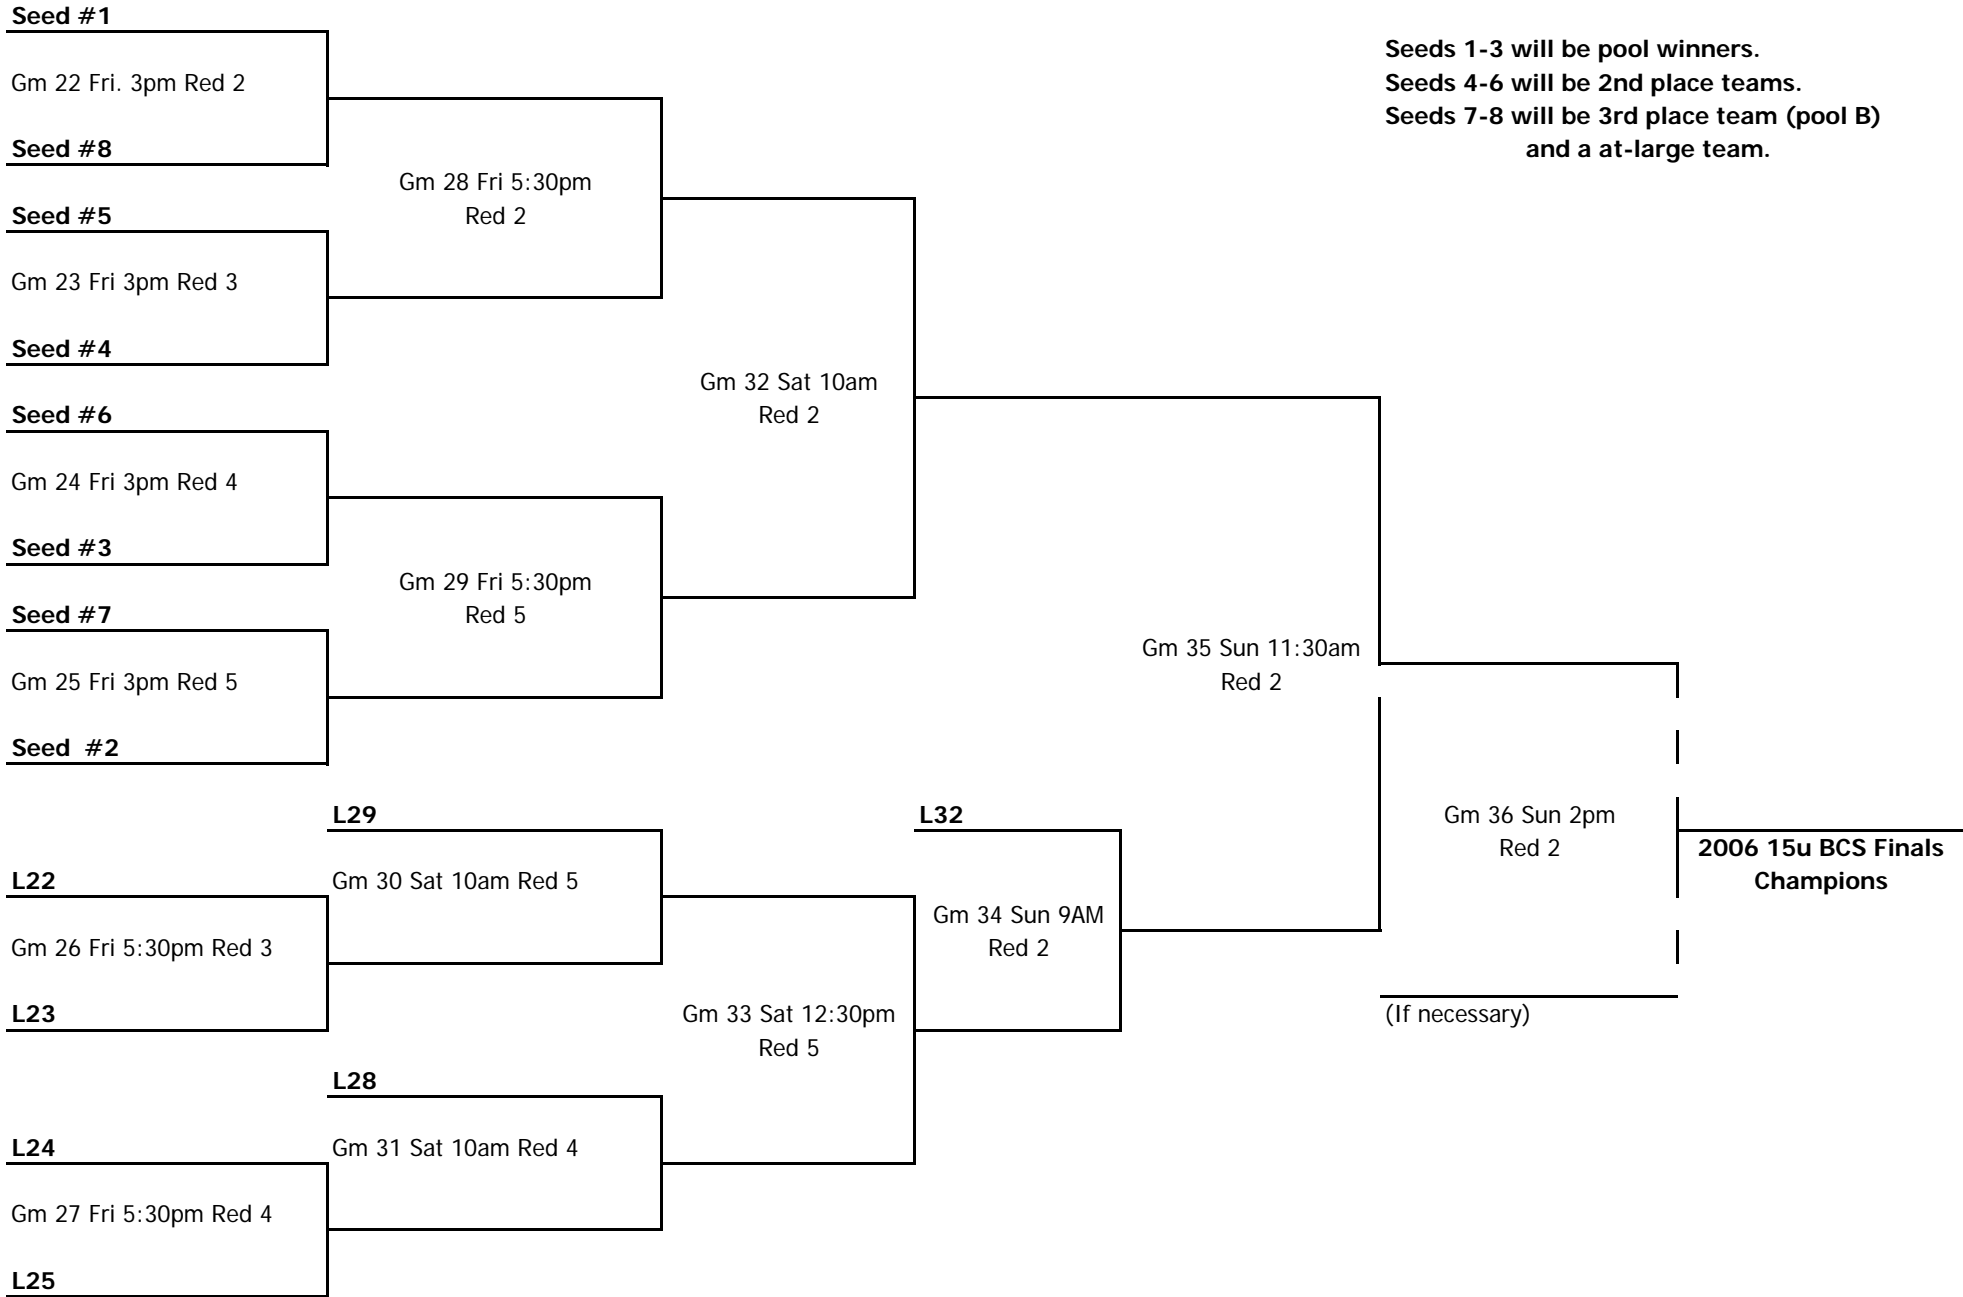 Seed #1
Seeds 1-3 will be pool winners.
Gm 22 Fri. 3pm Red 2
Seeds 4-6 will be 2nd place teams.
Seeds 7-8 will be 3rd place team (pool B)
Seed #8
and a at-large team.
Gm 28 Fri 5:30pm
Red 2
Seed #5
Gm 23 Fri 3pm Red 3
Seed #4
Gm 32 Sat 10am
Red 2
Seed #6
Gm 24 Fri 3pm Red 4
Seed #3
Gm 29 Fri 5:30pm
Red 5
Seed #7
Gm 35 Sun 11:30am
Red 2
Gm 25 Fri 3pm Red 5
Seed  #2
L29
L32
Gm 36 Sun 2pm
Red 2
2006 15u BCS Finals
Champions
L22
Gm 30 Sat 10am Red 5
Gm 34 Sun 9AM
Red 2
Gm 26 Fri 5:30pm Red 3
L23
Gm 33 Sat 12:30pm
Red 5
(If necessary)
L28
L24
Gm 31 Sat 10am Red 4
Gm 27 Fri 5:30pm Red 4
L25